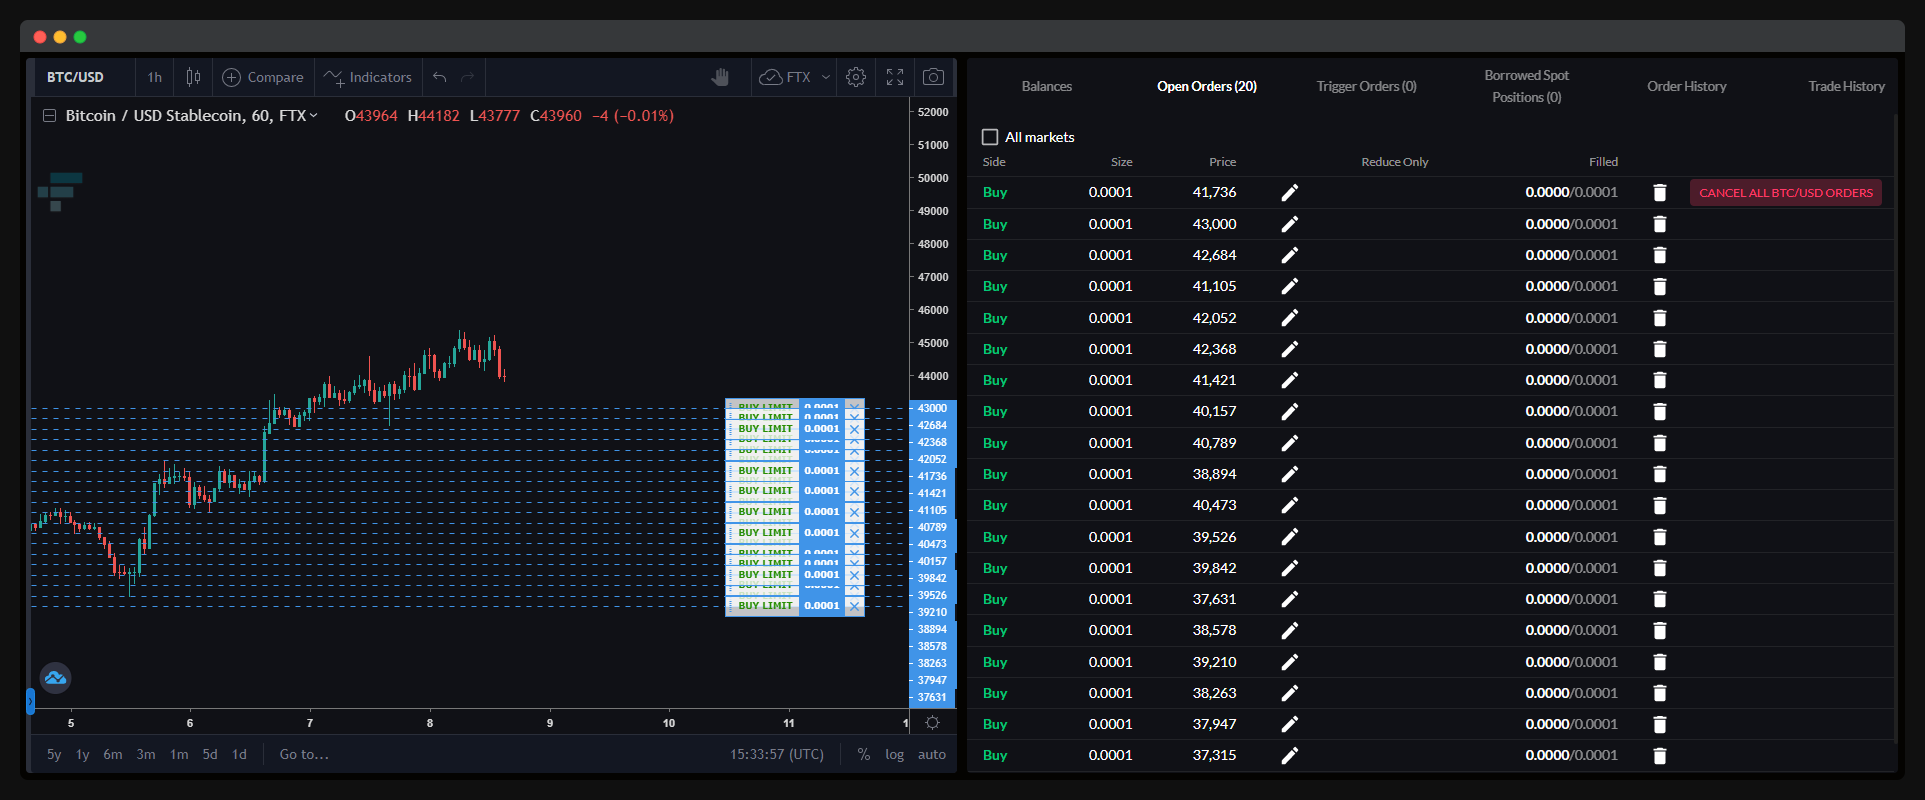 BTC/USD 1h Compare Indicators FTX
Bitcoin / USD Stablecoin, 60, FTX O43964 H44182 L43777 C43960 −4 (−0.01%)
52000
51000
50000
49000
48000
47000
46000
45000
44000
43000
42684
42368
42052
41736
41421
41105
40789
40473
40157
39842
39526
39210
38894
38578
38263
37947
37631
BUY LIMIT 0.0001
BUY LIMIT 0.0001
BUY LIMIT 0.0001
BUY LIMIT
BUY LIMIT 0.0001
BUY LIMIT 0.0001
BUY LIMIT 0.0001
BUY LIMIT 0.0001
BUY LIMIT 0.0001
BUY LIMIT 0.0001
BUY LIMIT 0.0001
BUY LIMIT 0.0001
5 6 7 8 9 10 11 1
5y 1y 6m 3m 1m 5d 1d Go to... 15:33:57 (UTC) % log auto
Balances Open Orders (20) Trigger Orders (0) Borrowed Spot
Positions (0) Order History Trade History
All markets
Side Size Price Reduce Only Filled
Buy 0.0001 41,736 0.0000/0.0001 CANCEL ALL BTC/USD ORDERS
Buy 0.0001 43,000 0.0000/0.0001
Buy 0.0001 42,684 0.0000/0.0001
Buy 0.0001 41,105 0.0000/0.0001
Buy 0.0001 42,052 0.0000/0.0001
Buy 0.0001 42,368 0.0000/0.0001
Buy 0.0001 41,421 0.0000/0.0001
Buy 0.0001 40,157 0.0000/0.0001
Buy 0.0001 40,789 0.0000/0.0001
Buy 0.0001 38,894 0.0000/0.0001
Buy 0.0001 40,473 0.0000/0.0001
Buy 0.0001 39,526 0.0000/0.0001
Buy 0.0001 39,842 0.0000/0.0001
Buy 0.0001 37,631 0.0000/0.0001
Buy 0.0001 38,578 0.0000/0.0001
Buy 0.0001 39,210 0.0000/0.0001
Buy 0.0001 38,263 0.0000/0.0001
Buy 0.0001 37,947 0.0000/0.0001
Buy 0.0001 37,315 0.0000/0.0001